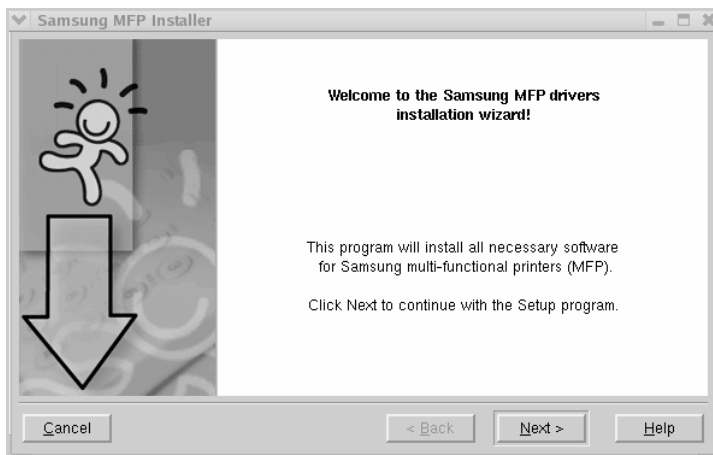 Samsung MFP Installer
Welcome to the Samsung MFP drivers
installation wizard!
This program will install all necessary software
for Samsung multi-functional printers (MFP).
Click Next to continue with the Setup program.
Cancel
< Back
Next >
Help